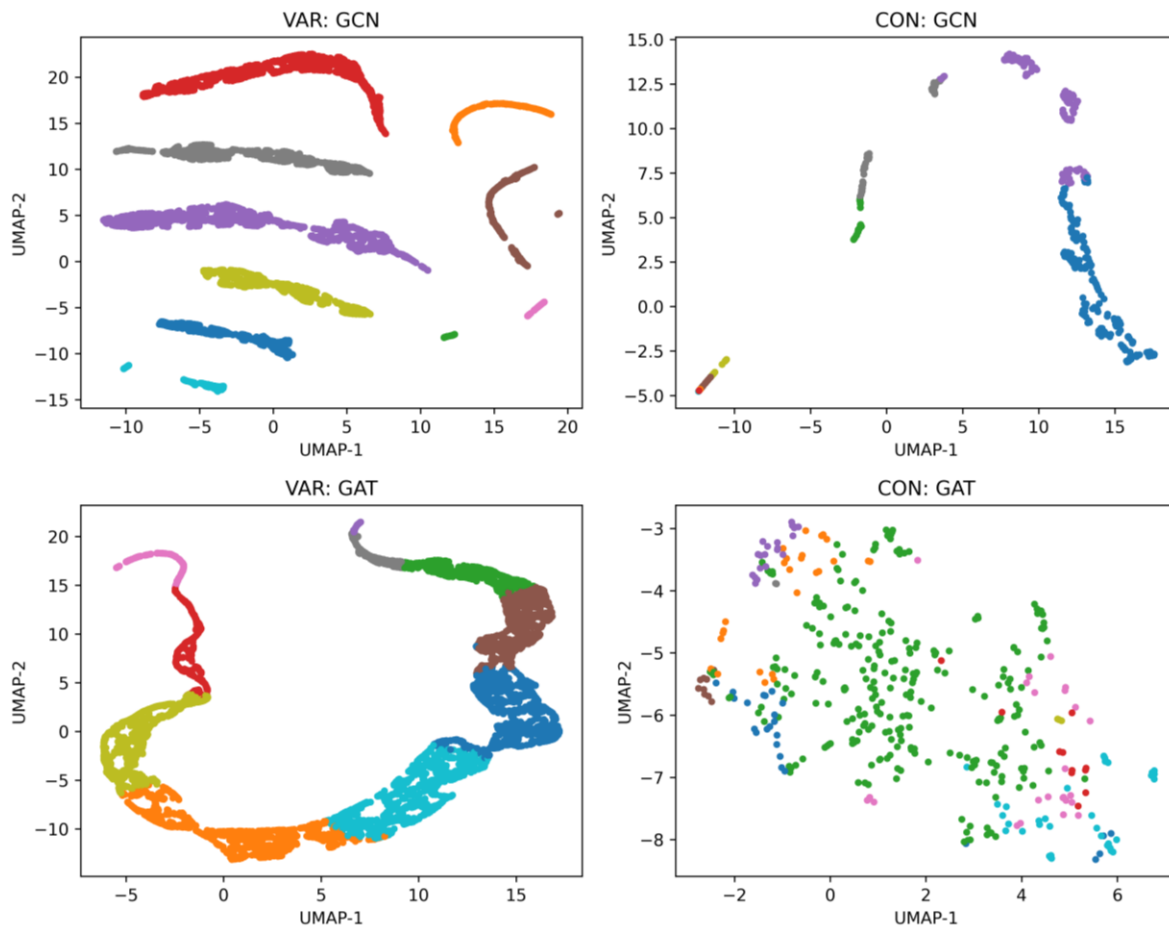 VAR: GCN
20
15
10
5
0
−5
−10
−15
UMAP-2
−10 −5 0 5 10 15 20
UMAP-1
CON: GCN
15.0
12.5
10.0
7.5
5.0
2.5
0.0
−2.5
−5.0
UMAP-2
−10 −5 0 5 10 15
UMAP-1
VAR: GAT
20
15
10
5
0
−5
−10
UMAP-2
−5 0 5 10 15
UMAP-1
CON: GAT
−3
−4
−5
−6
−7
−8
UMAP-2
−2 0 2 4 6
UMAP-1